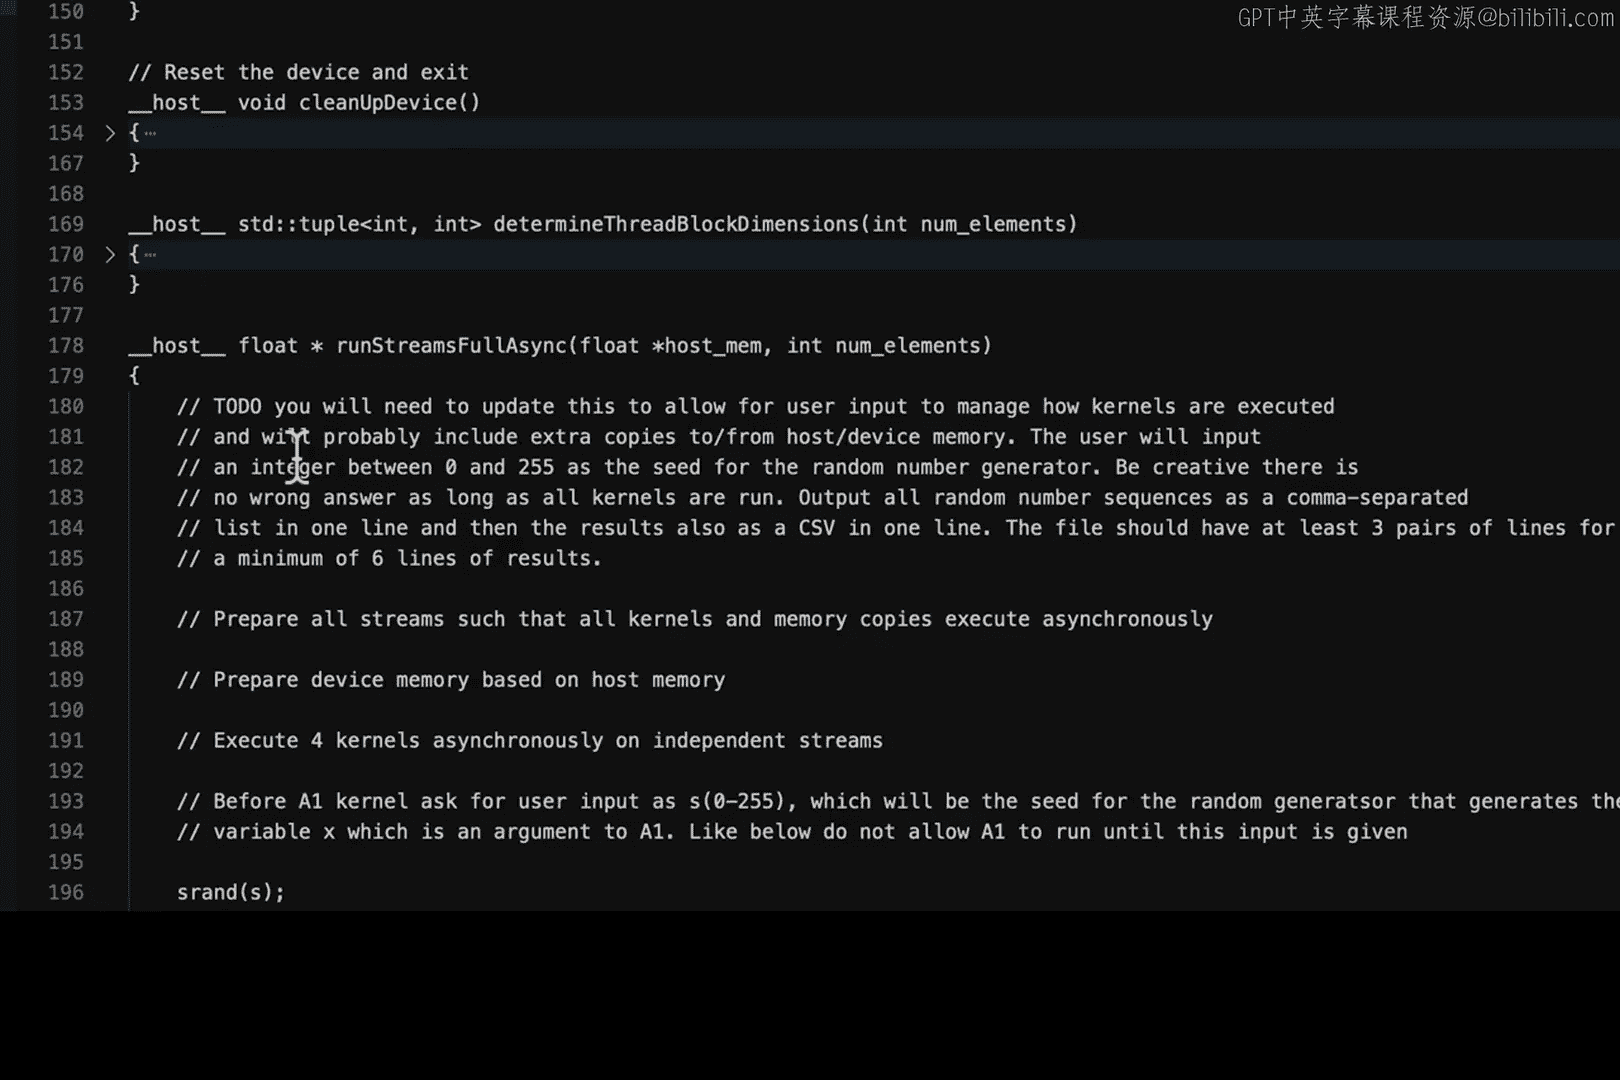 GPT中英字幕课程资源@bilibili.com
150 }
151
152 // Reset the device and exit
153 __host__ void cleanUpDevice()
154 > { ···
167 }
168
169 __host__ std::tuple<int, int> determineThreadBlockDimensions(int num_elements)
170 > { ···
176 }
177
178 __host__ float * runStreamsFullAsync(float *host_mem, int num_elements)
179 {
180 // TODO you will need to update this to allow for user input to manage how kernels are executed
181 // and will probably include extra copies to/from host/device memory. The user will input
182 // an integer between 0 and 255 as the seed for the random number generator. Be creative there is
183 // no wrong answer as long as all kernels are run. Output all random number sequences as a comma-separated
184 // list in one line and then the results also as a CSV in one line. The file should have at least 3 pairs of lines for
185 // a minimum of 6 lines of results.
186
187 // Prepare all streams such that all kernels and memory copies execute asynchronously
188
189 // Prepare device memory based on host memory
190
191 // Execute 4 kernels asynchronously on independent streams
192
193 // Before A1 kernel ask for user input as s(0-255), which will be the seed for the random generatsor that generates the
194 // variable x which is an argument to A1. Like below do not allow A1 to run until this input is given
195
196 srand(s);